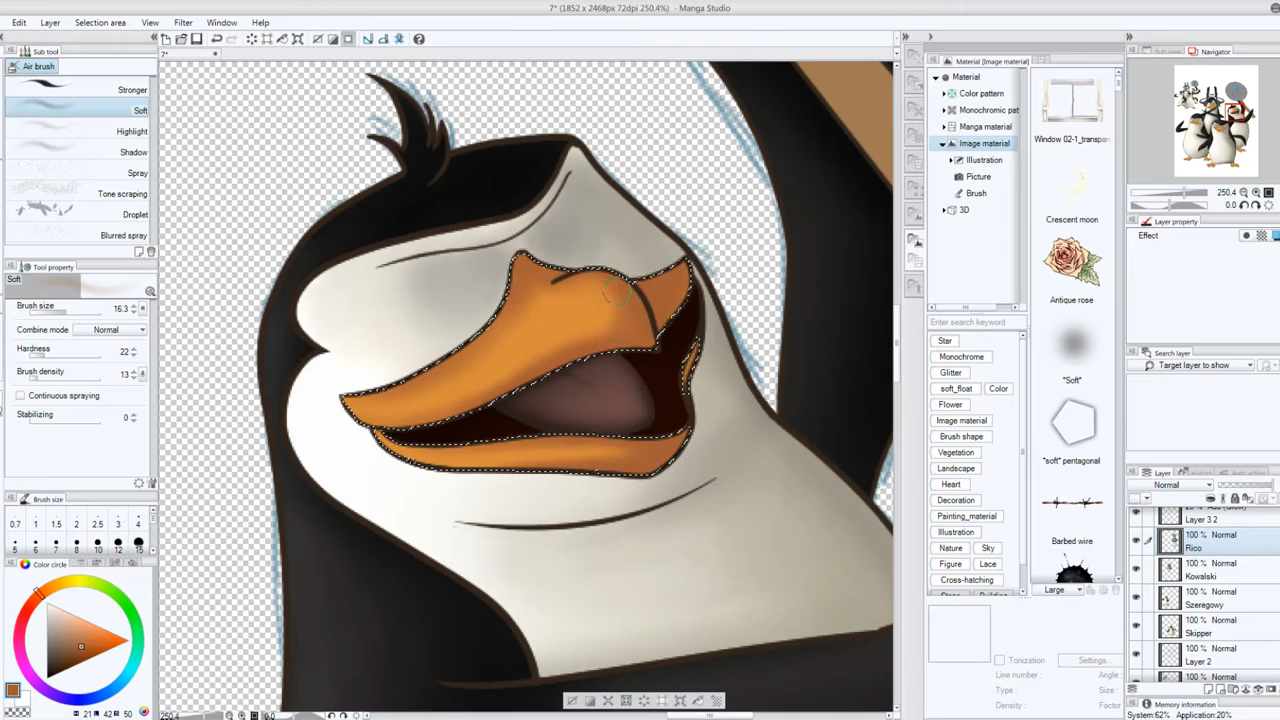 7* (1852 x 2468px 72dpi 250.4%) - Manga Studio
Edit Layer Selection area View Filter Window Help
Sub tool
Air brush
Stronger
Soft
Highlight
Shadow
Spray
Tone scraping
Droplet
Blurred spray
Tool property
Soft
Brush size 16.3
Combine mode Normal
Hardness 22
Brush density 13
Continuous spraying
Stabilizing 0
Brush size
0.7 1 1.5 2 2.5 3 4
5 6 7 8 10 12 15
Color circle
21 42 50
7*
250.4 0.0
Material [Image material]
Material
Color pattern
Monochromic pat
Manga material
Image material
Illustration
Picture
Brush
3D
Enter search keyword
Star
Monochrome
Glitter
soft_float Color
Flower
Image material
Brush shape
Vegetation
Landscape
Heart
Decoration
Painting_material
Illustration
Nature Sky
Figure Lace
Cross-hatching
Window 02-1_transpa
Crescent moon
Antique rose
"Soft"
"soft" pentagonal
Barbed wire
Large
Tonization Settings...
Line number : Angle :
Type : Size :
Density : Factor
Navigator
250.4
0.0
Layer property
Effect
Search layer
Target layer to show
Layer
Normal
Layer 3 2
100 % Normal
Rico
100 % Normal
Kowalski
100 % Normal
Szeregowy
100 % Normal
Skipper
100 % Normal
Layer 2
100 % Normal
Memory information
System:62% Application:20%